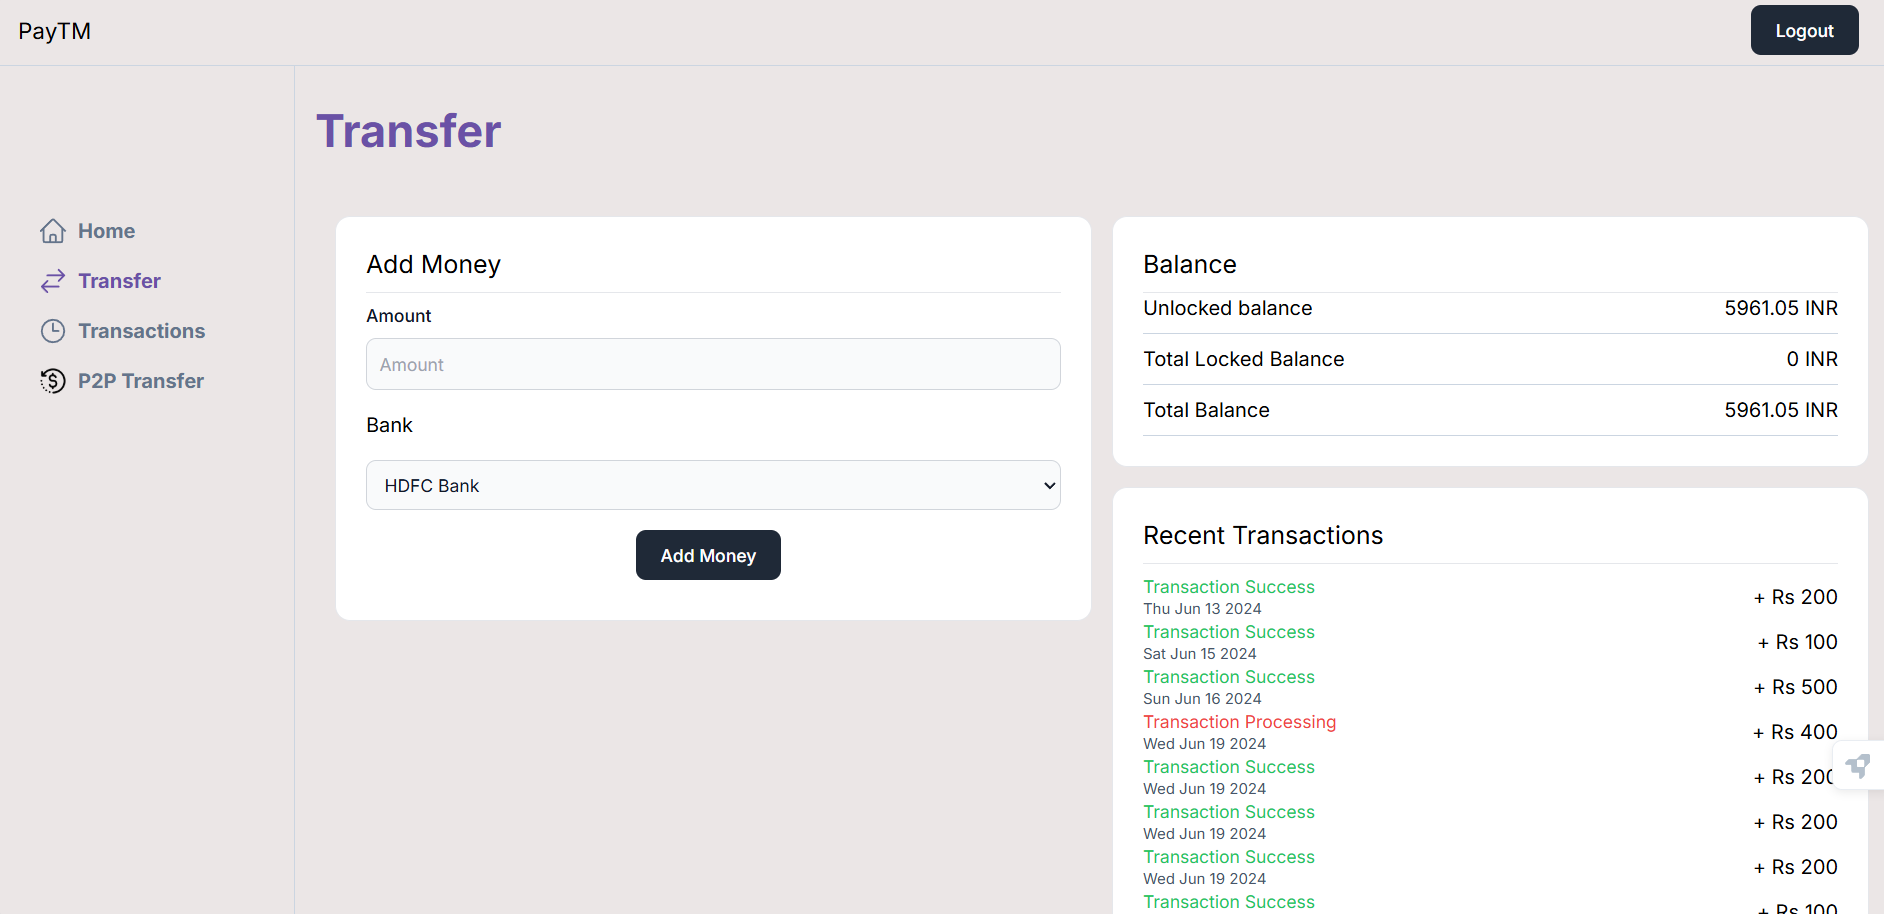 PayTM
Logout
Home
Transfer
Transactions
P2P Transfer
Transfer
Add Money
Amount
Amount
Bank
HDFC Bank
Add Money
Balance
Unlocked balance 5961.05 INR
Total Locked Balance 0 INR
Total Balance 5961.05 INR
Recent Transactions
Transaction Success
Thu Jun 13 2024
+ Rs 200
Transaction Success
Sat Jun 15 2024
+ Rs 100
Transaction Success
Sun Jun 16 2024
+ Rs 500
Transaction Processing
Wed Jun 19 2024
+ Rs 400
Transaction Success
Wed Jun 19 2024
+ Rs 200
Transaction Success
Wed Jun 19 2024
+ Rs 200
Transaction Success
Wed Jun 19 2024
+ Rs 200
Transaction Success
+ Rs 100